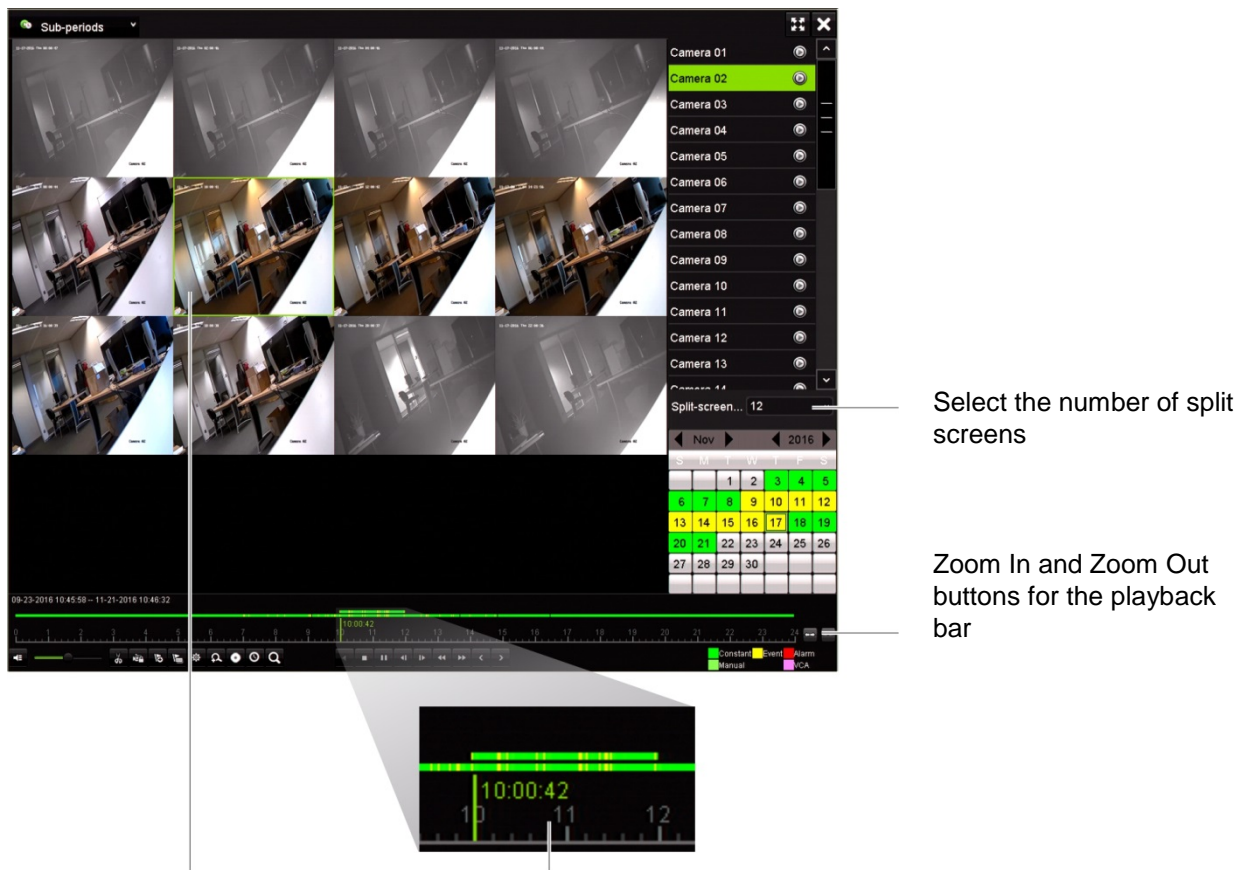 Sub-periods
Camera 01
Camera 02
Camera 03
Camera 04
Camera 05
Camera 06
Camera 07
Camera 08
Camera 09
Camera 10
Camera 11
Camera 12
Camera 13
Camera 14
Split-screen... 12
Select the number of split
screens
Nov 2016
S M T W T F S
1 2 3 4 5
6 7 8 9 10 11 12
13 14 15 16 17 18 19
20 21 22 23 24 25 26
27 28 29 30
Zoom In and Zoom Out
buttons for the playback
bar
09-23-2016 10:45:58 -- 11-21-2016 10:46:32
10:00:42
0 1 2 3 4 5 6 7 8 9 10 11 12 13 14 15 16 17 18 19 20 21 22 23 24
Constant Event Alarm
Manual VCA
10:00:42
10 11 12